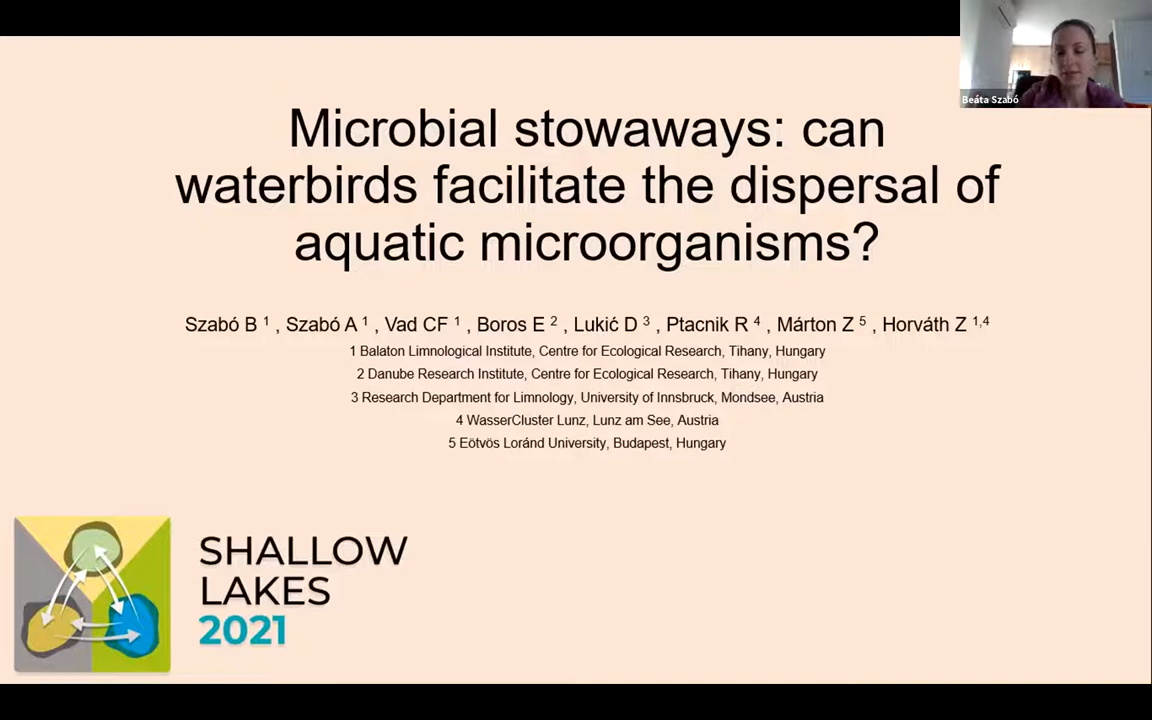 Beáta Szabó
Microbial stowaways: can
waterbirds facilitate the dispersal of
aquatic microorganisms?
Szabó B ¹ , Szabó A ¹ , Vad CF ¹ , Boros E ² , Lukić D ³ , Ptacnik R ⁴ , Márton Z ⁵ , Horváth Z ¹,⁴
1 Balaton Limnological Institute, Centre for Ecological Research, Tihany, Hungary
2 Danube Research Institute, Centre for Ecological Research, Tihany, Hungary
3 Research Department for Limnology, University of Innsbruck, Mondsee, Austria
4 WasserCluster Lunz, Lunz am See, Austria
5 Eötvös Loránd University, Budapest, Hungary
SHALLOW
LAKES
2021